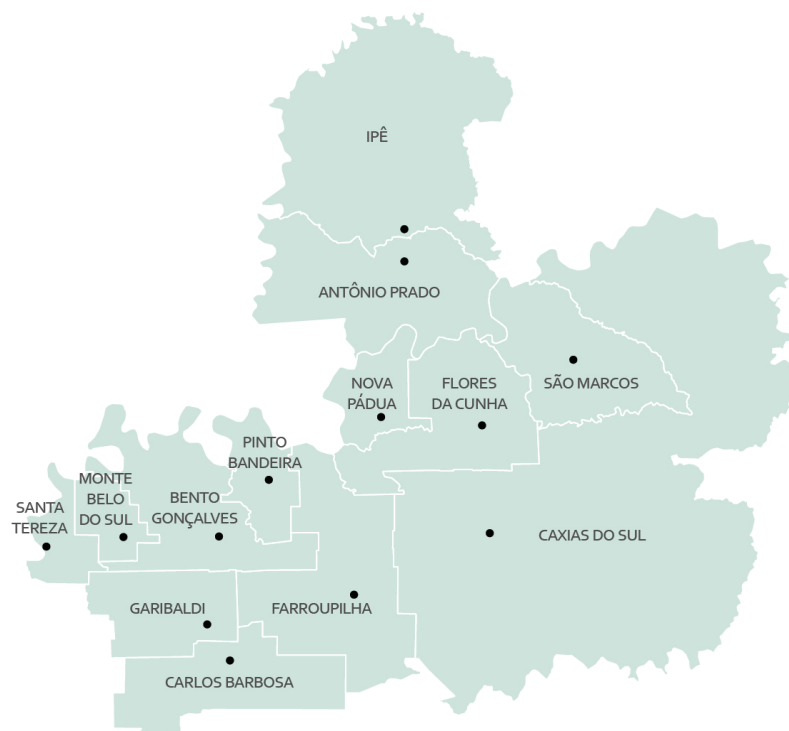 IPÊ
ANTÔNIO PRADO
NOVA
PÁDUA
FLORES
DA CUNHA
SÃO MARCOS
PINTO
BANDEIRA
MONTE
BELO
DO SUL
SANTA
TEREZA
BENTO
GONÇALVES
CAXIAS DO SUL
GARIBALDI
FARROUPILHA
CARLOS BARBOSA